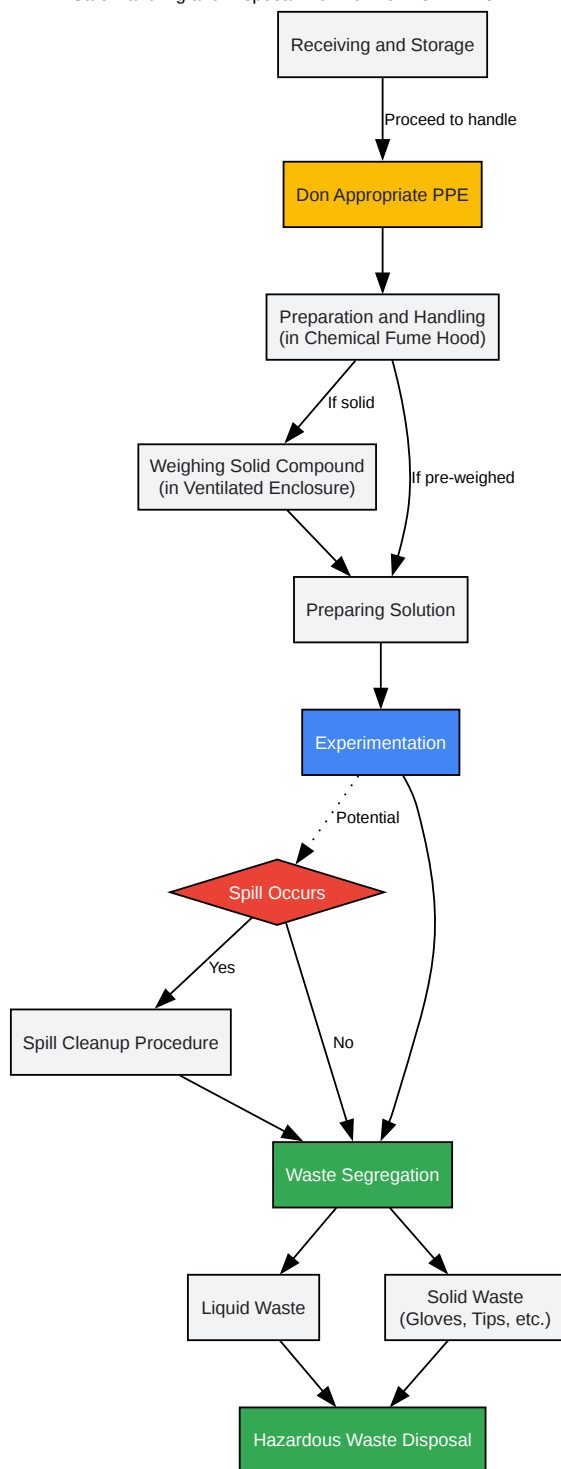 Receiving and Storage
Proceed to handle
Don Appropriate PPE
Preparation and Handling
(in Chemical Fume Hood)
If solid
Weighing Solid Compound
(in Ventilated Enclosure)
If pre-weighed
Preparing Solution
Experimentation
Potential
Spill Occurs
Yes
Spill Cleanup Procedure
No
Waste Segregation
Liquid Waste
Solid Waste
(Gloves, Tips, etc.)
Hazardous Waste Disposal